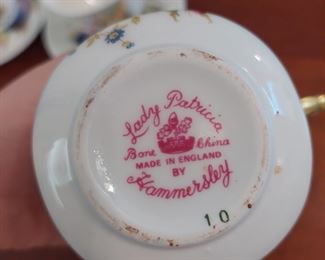 Lady Patricia
Bone China
MADE IN ENGLAND
BY
Hammersley
10